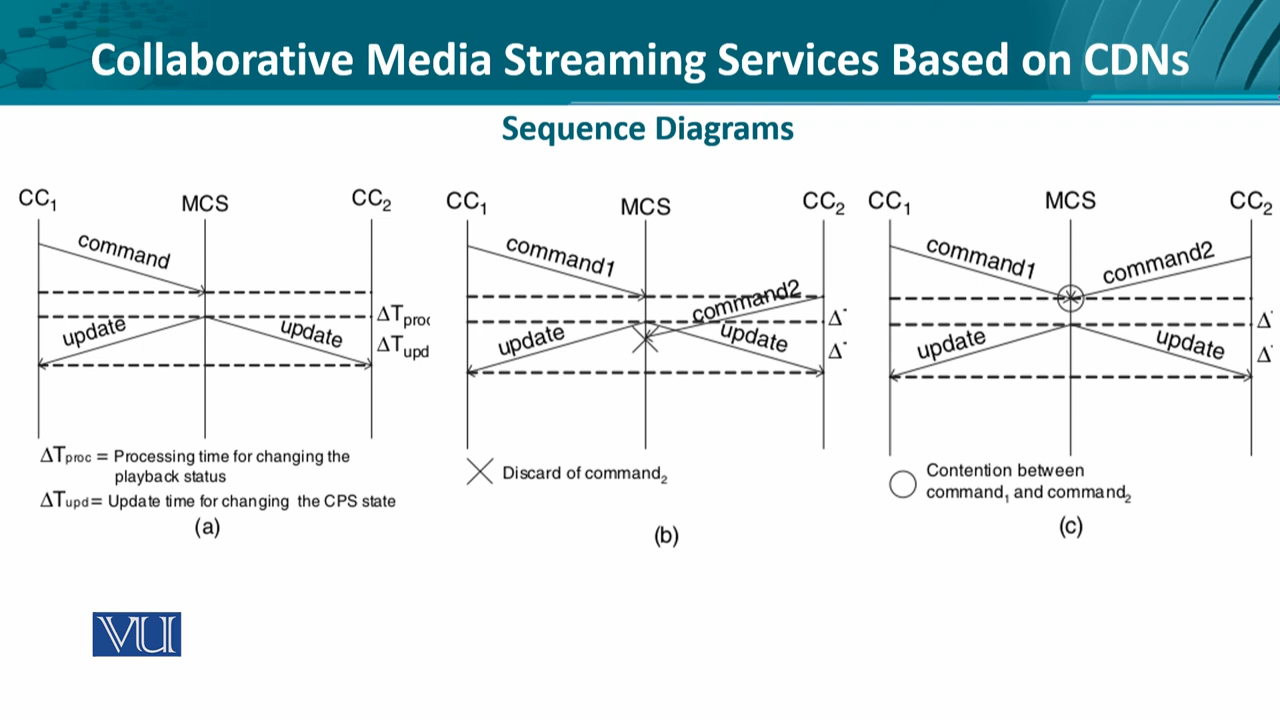 Collaborative Media Streaming Services Based on CDNs
Sequence Diagrams
CC1
MCS
CC2
command
ΔTproc
update
update
ΔTupd
ΔTproc = Processing time for changing the
playback status
ΔTupd= Update time for changing the CPS state
(a)
CC1
MCS
CC2
command1
command2
Δ
update
update
Δ
Discard of command2
(b)
CC1
MCS
CC2
command1
command2
Δ
update
update
Δ
Contention between
command1 and command2
(c)
VU